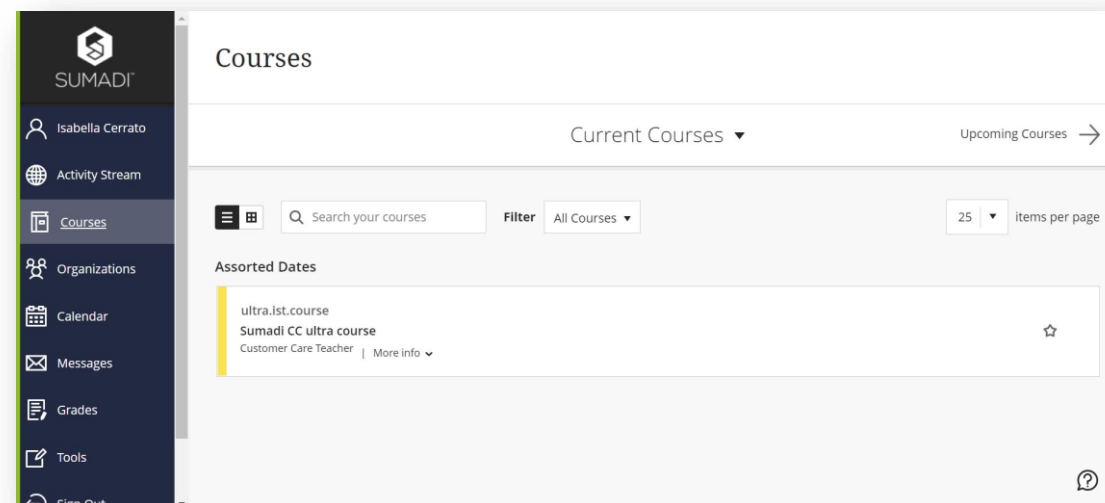 SUMADI
Isabella Cerrato
Activity Stream
Courses
Organizations
Calendar
Messages
Grades
Tools
Sign Out
Courses
Current Courses
Upcoming Courses
Search your courses
Filter
All Courses
25
items per page
Assorted Dates
ultra.ist.course
Sumadi CC ultra course
Customer Care Teacher | More info